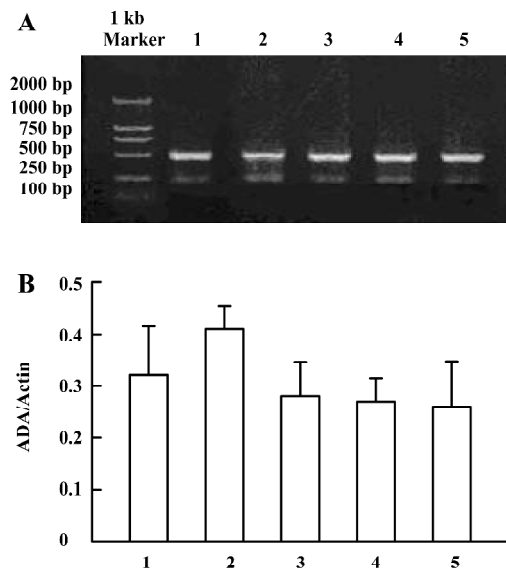 A
1 kb
Marker 1 2 3 4 5
2000 bp
1000 bp
750 bp
500 bp
250 bp
100 bp
B
ADA/Actin
0.5
0.4
0.3
0.2
0.1
0
1 2 3 4 5